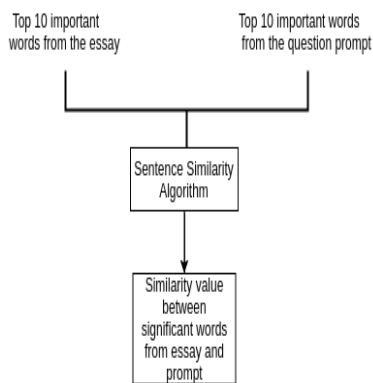 Top 10 important
words from the essay
Top 10 important words
from the question prompt
Sentence Similarity
Algorithm
Similarity value
between
significant words
from essay and
prompt